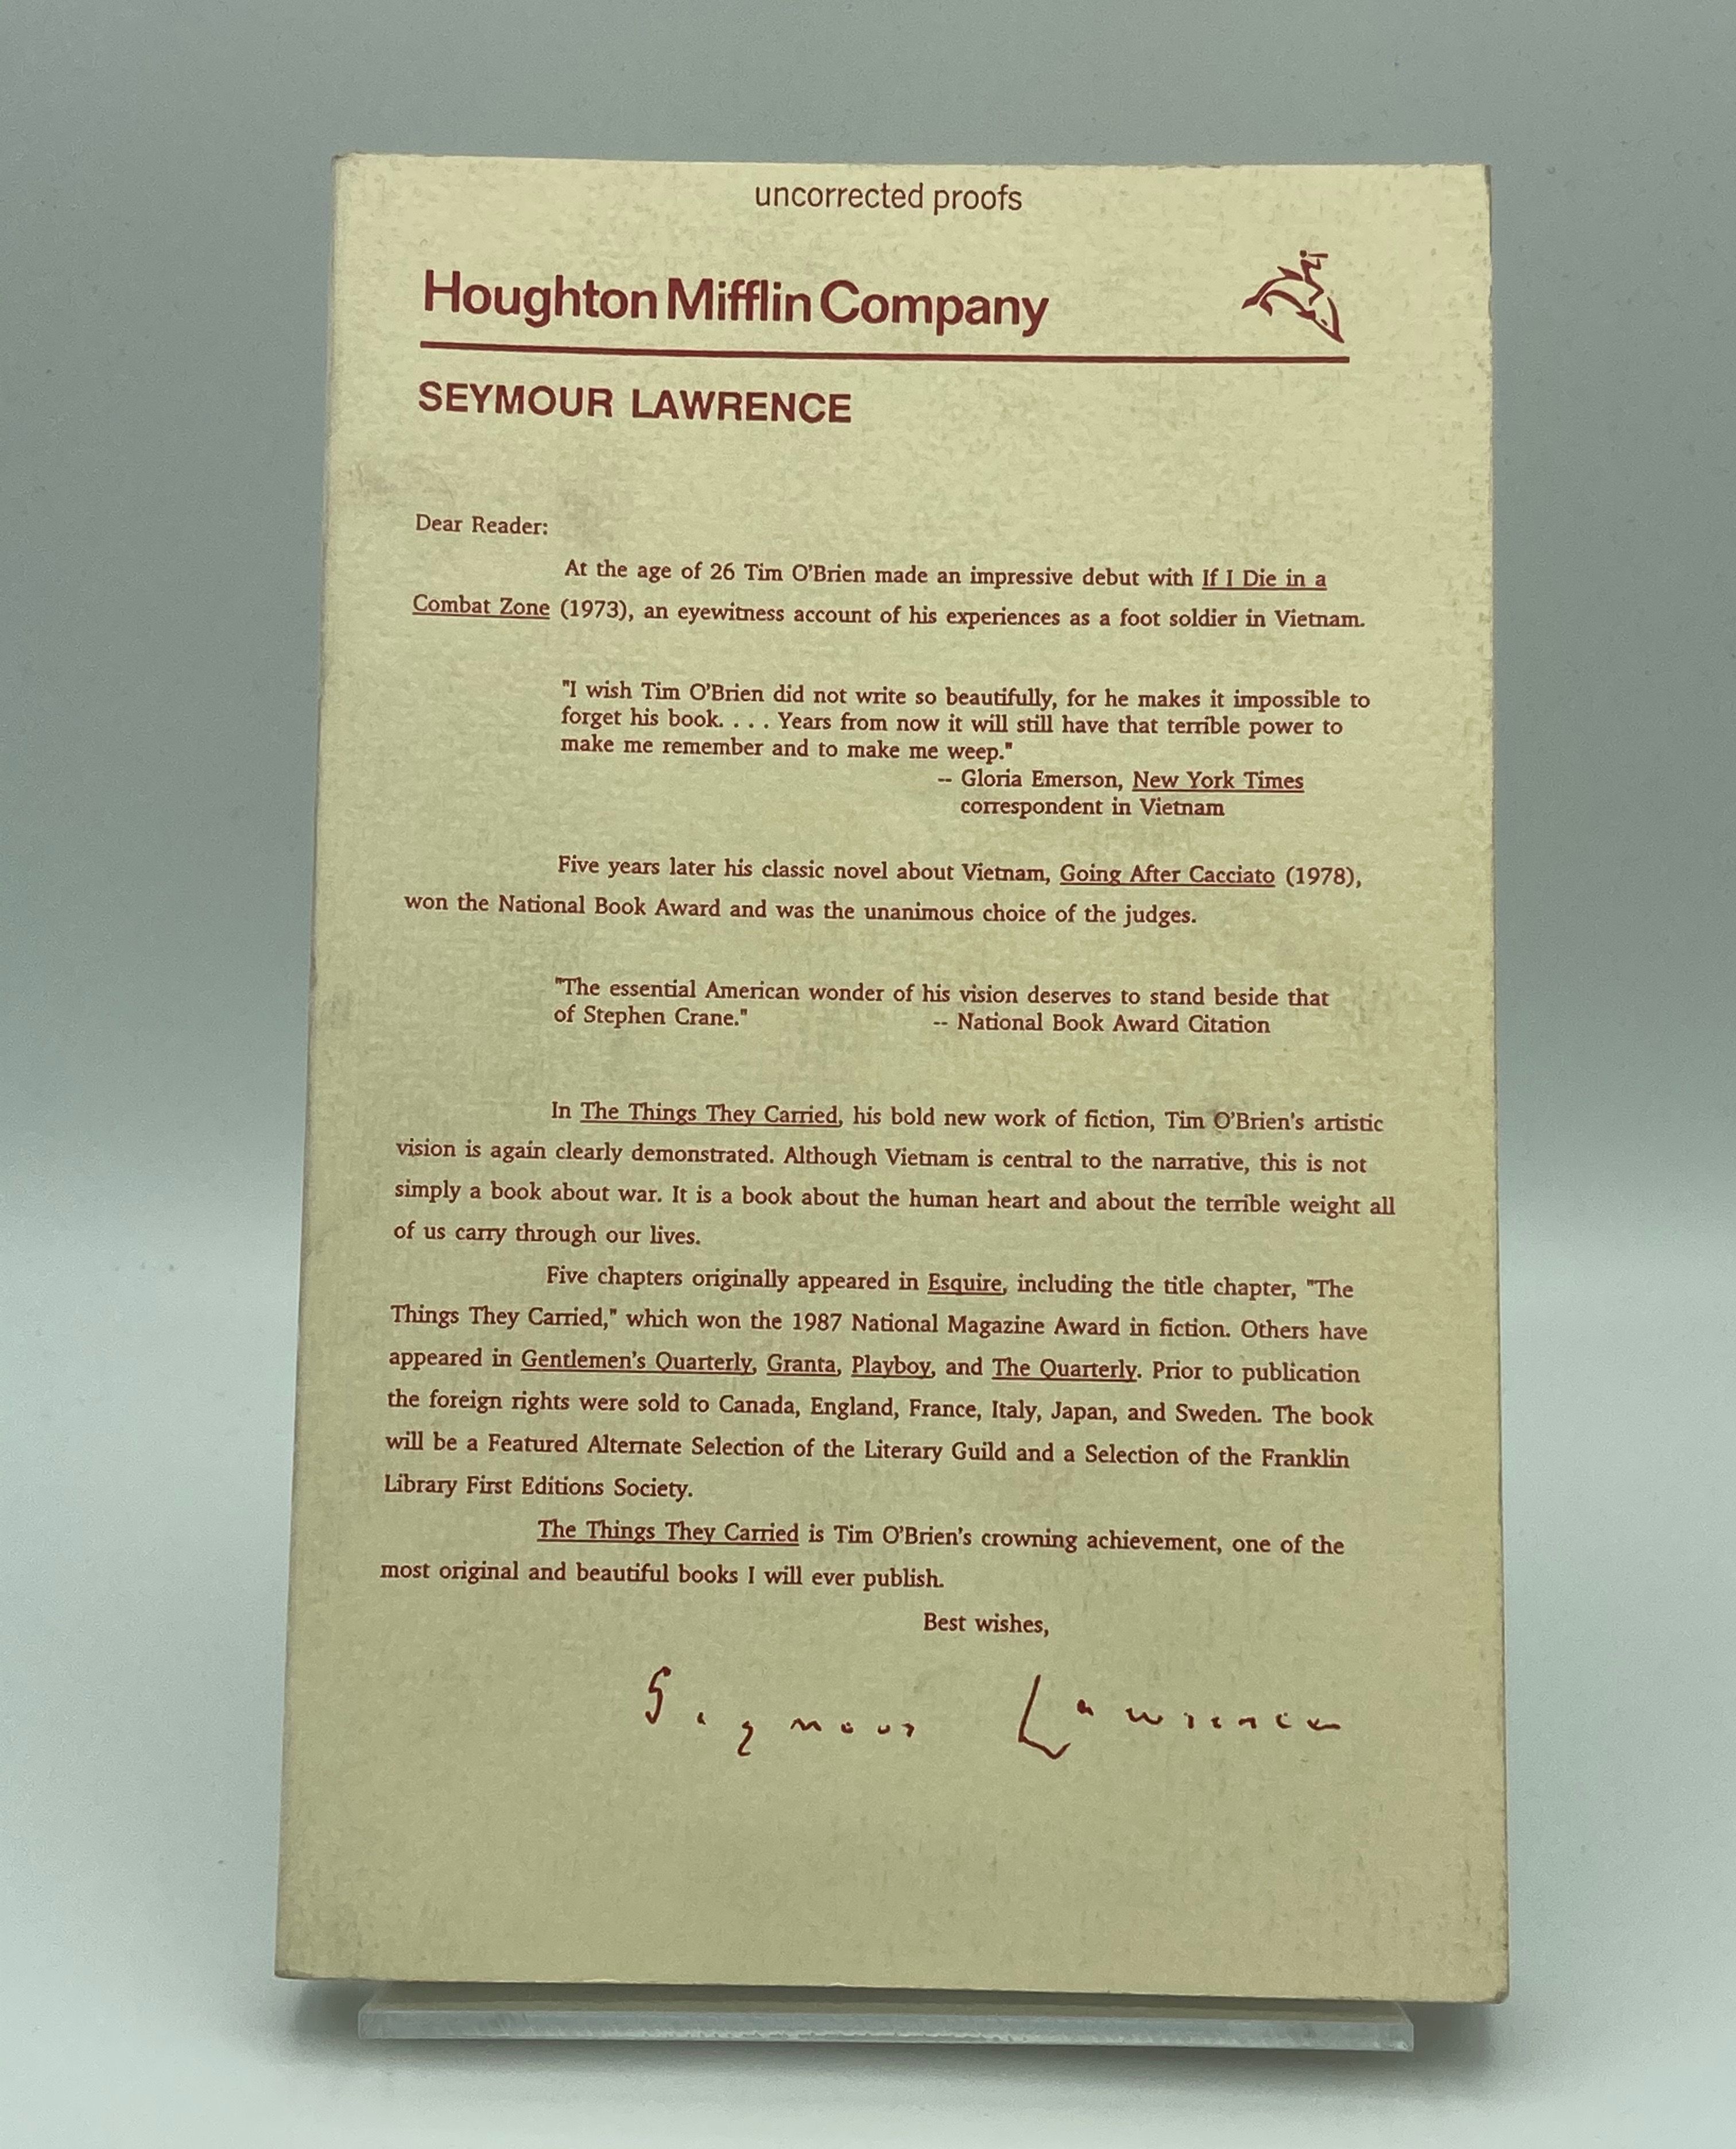 uncorrected proofs
Houghton Mifflin Company
SEYMOUR LAWRENCE
Dear Reader:
At the age of 26 Tim O'Brien made an impressive debut with If I Die in a
Combat Zone (1973), an eyewitness account of his experiences as a foot soldier in Vietnam.
"I wish Tim O'Brien did not write so beautifully, for he makes it impossible to
forget his book. . . . Years from now it will still have that terrible power to
make me remember and to make me weep."
-- Gloria Emerson, New York Times
correspondent in Vietnam
Five years later his classic novel about Vietnam, Going After Cacciato (1978),
won the National Book Award and was the unanimous choice of the judges.
"The essential American wonder of his vision deserves to stand beside that
of Stephen Crane." -- National Book Award Citation
In The Things They Carried, his bold new work of fiction, Tim O'Brien's artistic
vision is again clearly demonstrated. Although Vietnam is central to the narrative, this is not
simply a book about war. It is a book about the human heart and about the terrible weight all
of us carry through our lives.
Five chapters originally appeared in Esquire, including the title chapter, "The
Things They Carried," which won the 1987 National Magazine Award in fiction. Others have
appeared in Gentlemen's Quarterly, Granta, Playboy, and The Quarterly. Prior to publication
the foreign rights were sold to Canada, England, France, Italy, Japan, and Sweden. The book
will be a Featured Alternate Selection of the Literary Guild and a Selection of the Franklin
Library First Editions Society.
The Things They Carried is Tim O'Brien's crowning achievement, one of the
most original and beautiful books I will ever publish.
Best wishes,
Seymour Lawrence